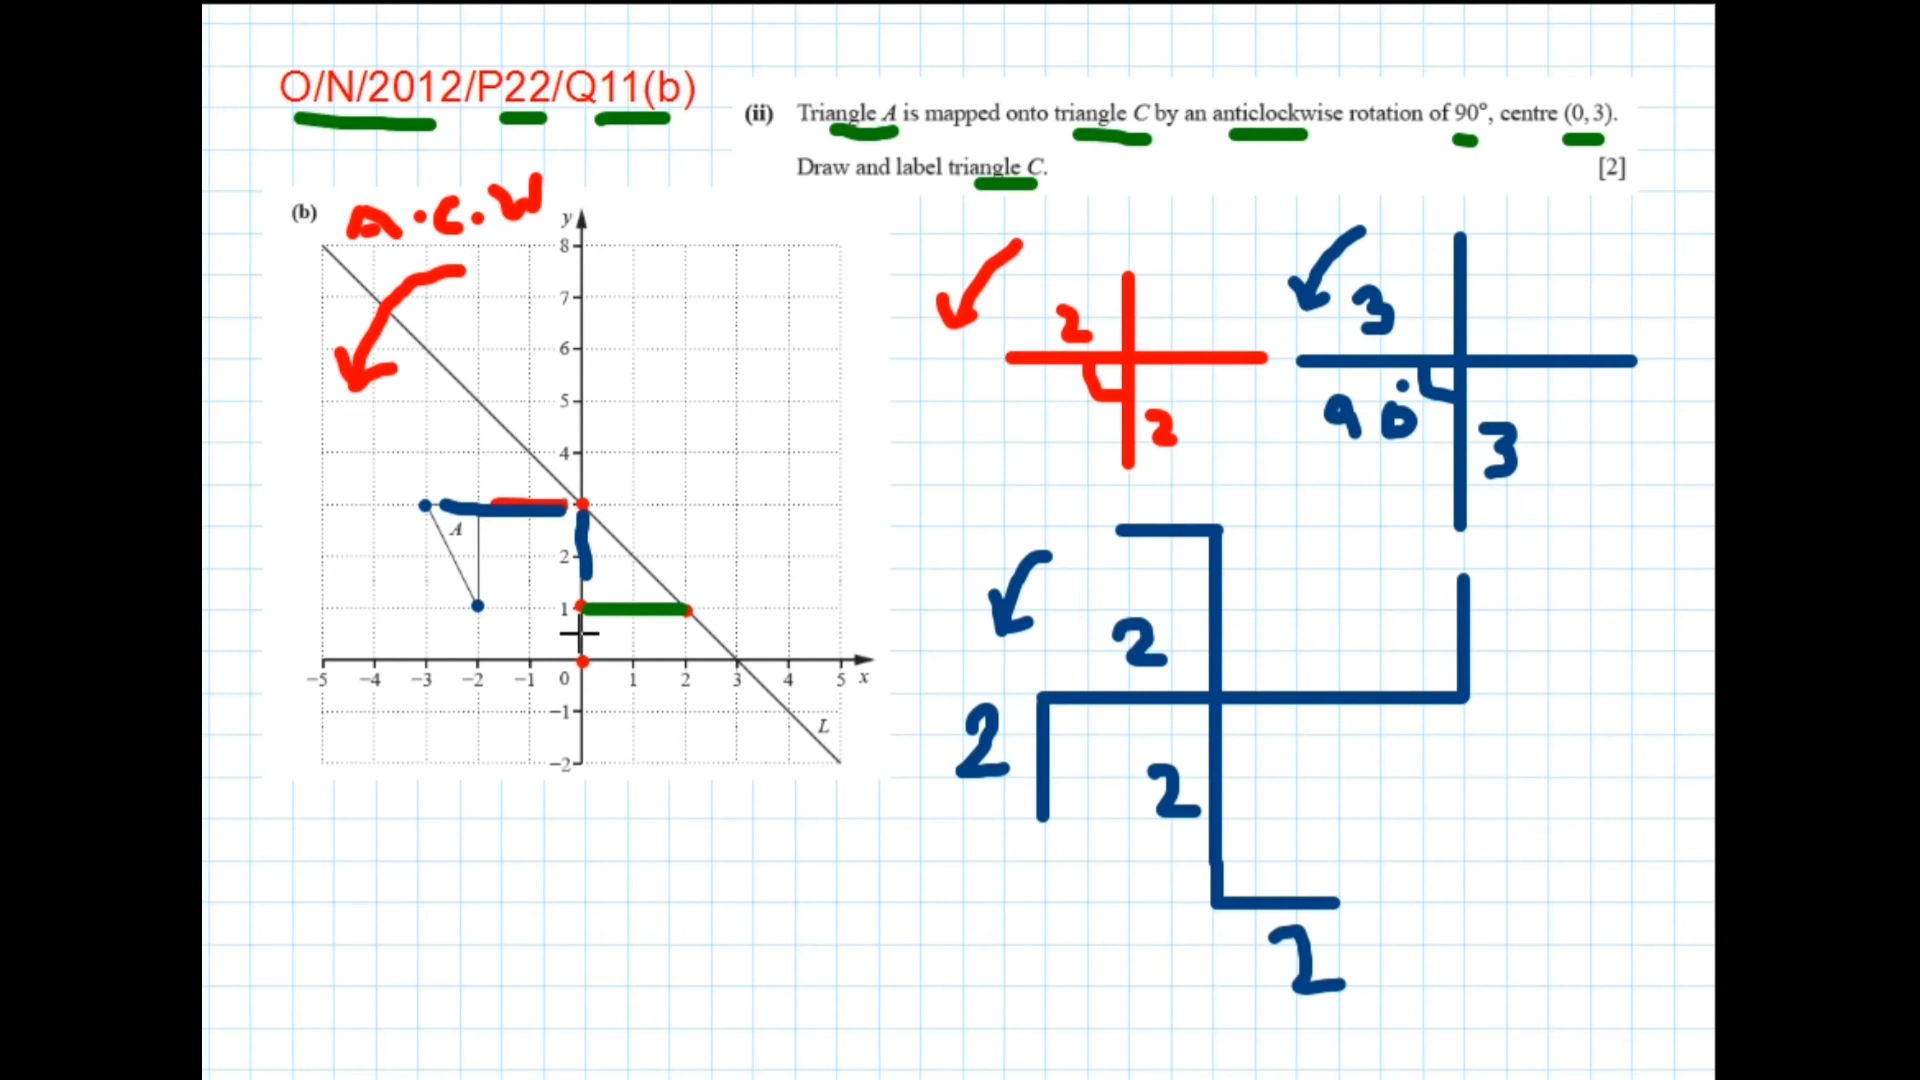 O/N/2012/P22/Q11(b)
(ii) Triangle A is mapped onto triangle C by an anticlockwise rotation of 90°, centre (0,3).
Draw and label triangle C. [2]
(b) A.C.W
y
8
7
6
5
4
A
2
1
−5 −4 −3 −2 −1 0 1 2 3 4 5 x
−1
L
−2
2
2
3
90°
3
2
2
2
2